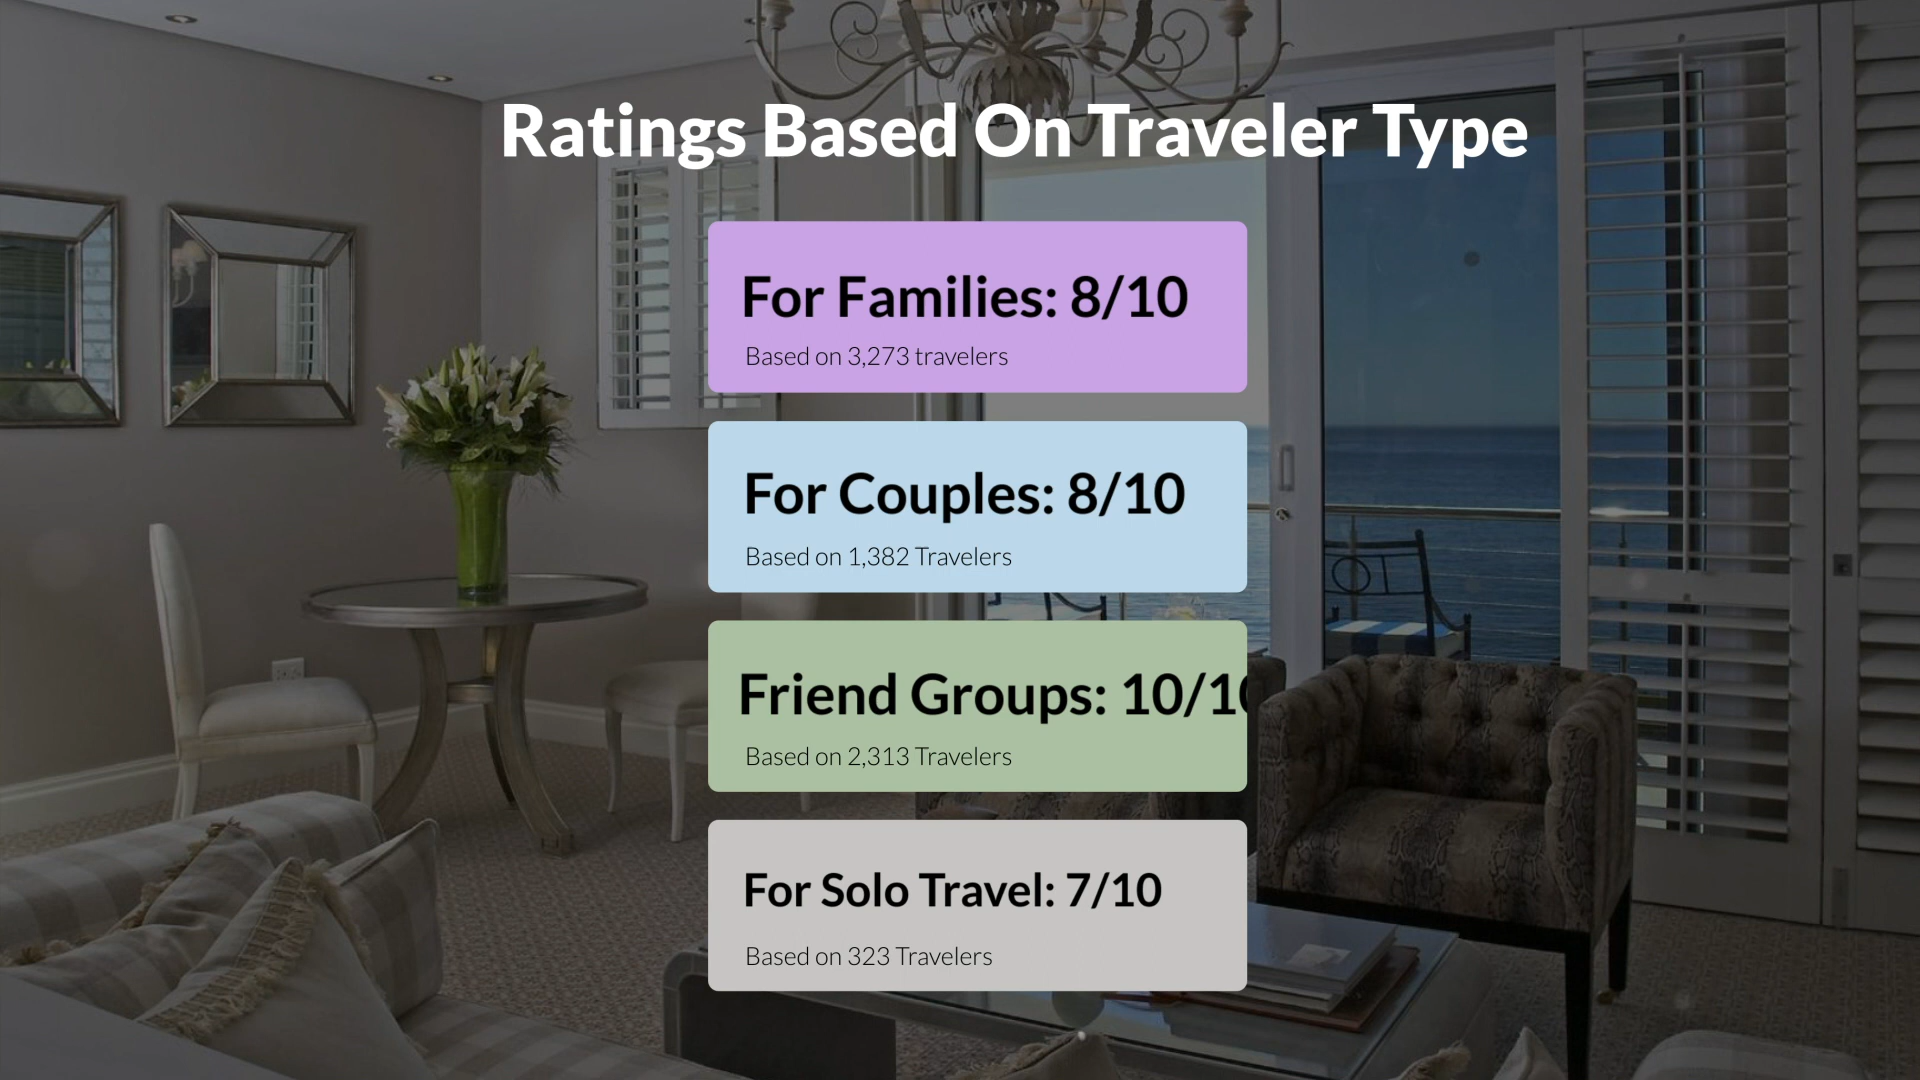 Ratings Based On Traveler Type
For Families: 8/10
Based on 3,273 travelers
For Couples: 8/10
Based on 1,382 Travelers
Friend Groups: 10/10
Based on 2,313 Travelers
For Solo Travel: 7/10
Based on 323 Travelers